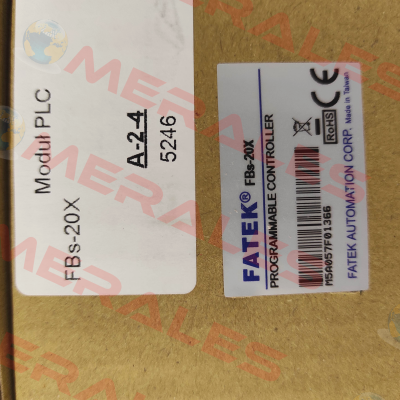 Modul PLC
FBs-20X
A-2-4
5246
FATEK® FBs-20X
PROGRAMMABLE CONTROLLER
M5A057F01366
FATEK AUTOMATION CORP. Made in Taiwan
CE
RoHS
MERALES